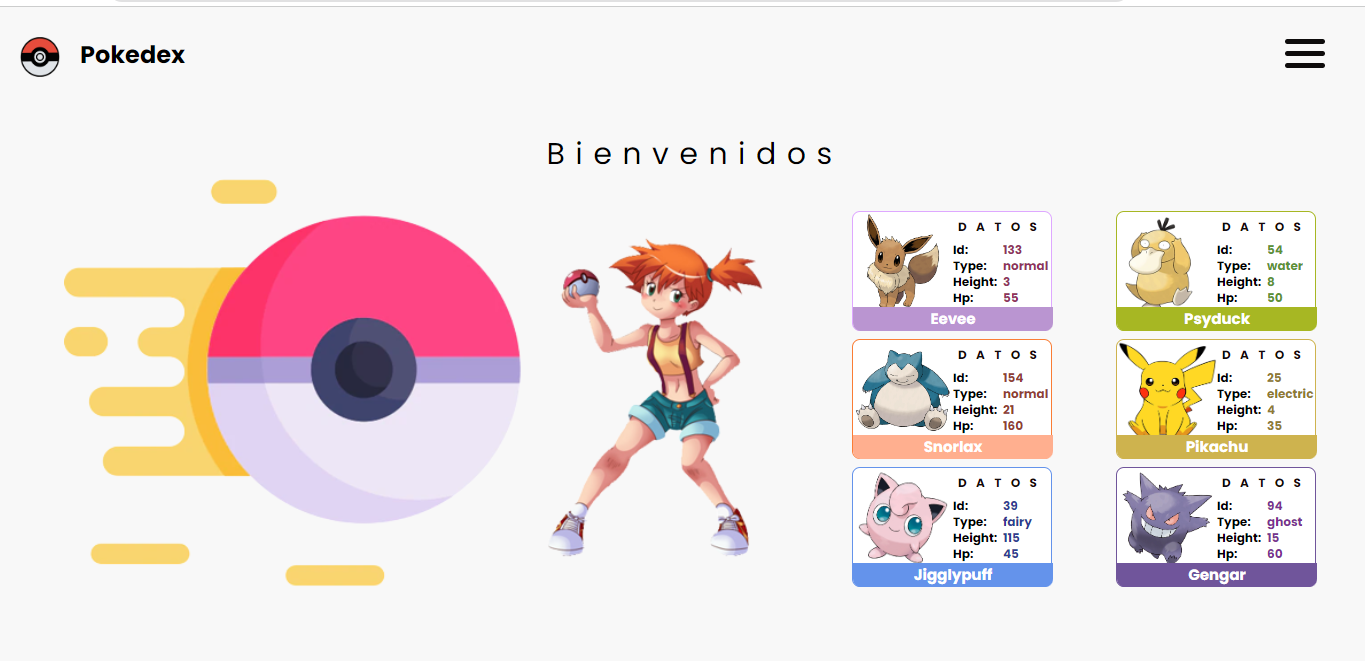 Pokedex
Bienvenidos
DATOS
Id: 133
Type: normal
Height: 3
Hp: 55
Eevee
DATOS
Id: 54
Type: water
Height: 8
Hp: 50
Psyduck
DATOS
Id: 154
Type: normal
Height: 21
Hp: 160
Snorlax
DATOS
Id: 25
Type: electric
Height: 4
Hp: 35
Pikachu
DATOS
Id: 39
Type: fairy
Height: 115
Hp: 45
Jigglypuff
DATOS
Id: 94
Type: ghost
Height: 15
Hp: 60
Gengar